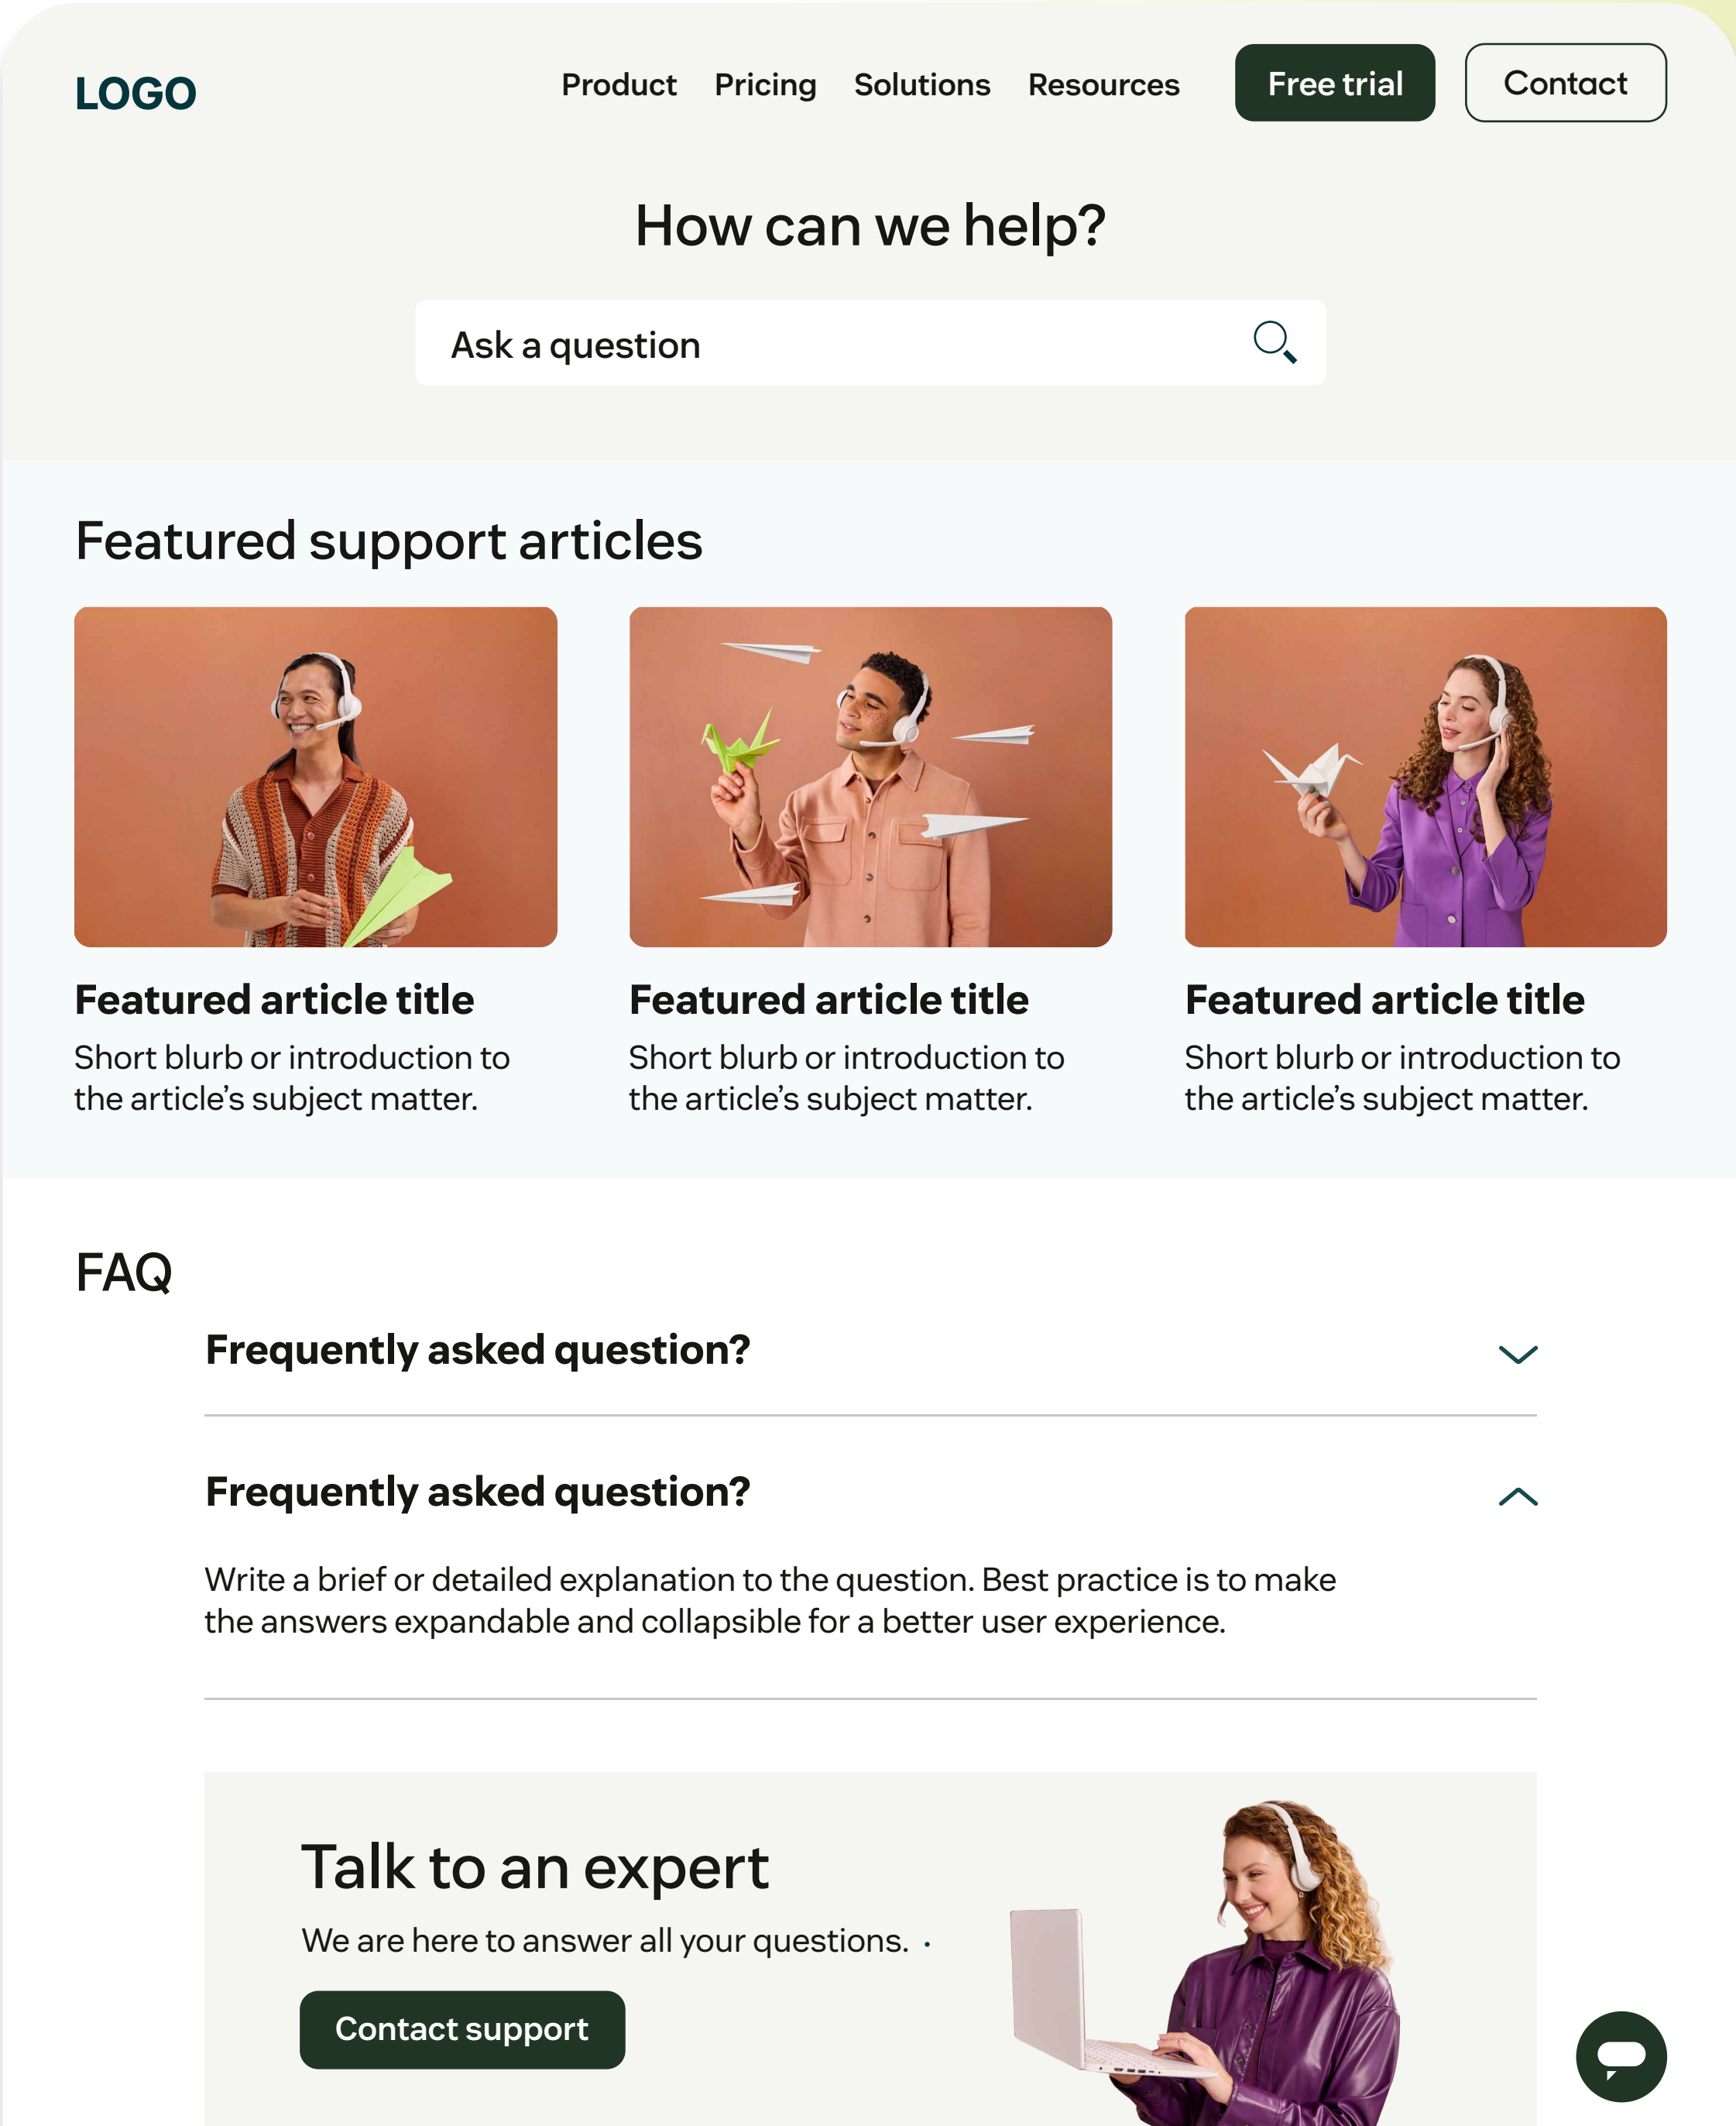 LOGO
Product
Pricing
Solutions
Resources
Free trial
Contact
How can we help?
Ask a question
Featured support articles
Featured article title
Short blurb or introduction to
the article’s subject matter.
Featured article title
Short blurb or introduction to
the article’s subject matter.
Featured article title
Short blurb or introduction to
the article’s subject matter.
FAQ
Frequently asked question?
Frequently asked question?
Write a brief or detailed explanation to the question. Best practice is to make
the answers expandable and collapsible for a better user experience.
Talk to an expert
We are here to answer all your questions.
Contact support